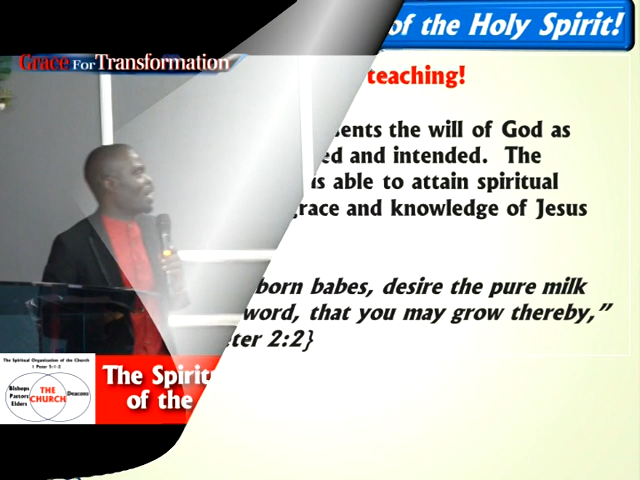 of the Holy Spirit!
Grace For Transformation
teaching!
sents the will of God as
ed and intended. The
is able to attain spiritual
grace and knowledge of Jesus
born babes, desire the pure milk
word, that you may grow thereby,"
eter 2:2}
The Spiritual Organization of the Church
1 Peter 5:1-2
Bishops
Pastors
Elders
THE
CHURCH
Deacons
The Spirit
of the